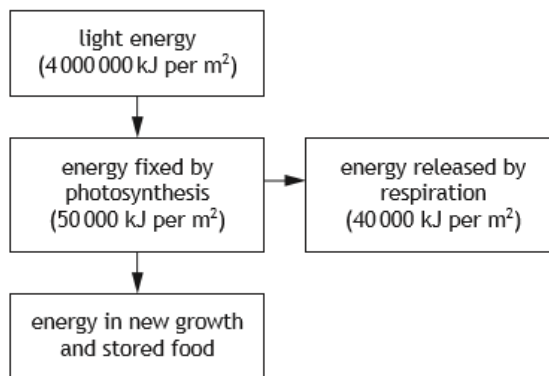 light energy
(4 000 000 kJ per m²)
energy fixed by
photosynthesis
(50 000 kJ per m²)
energy released by
respiration
(40 000 kJ per m²)
energy in new growth
and stored food